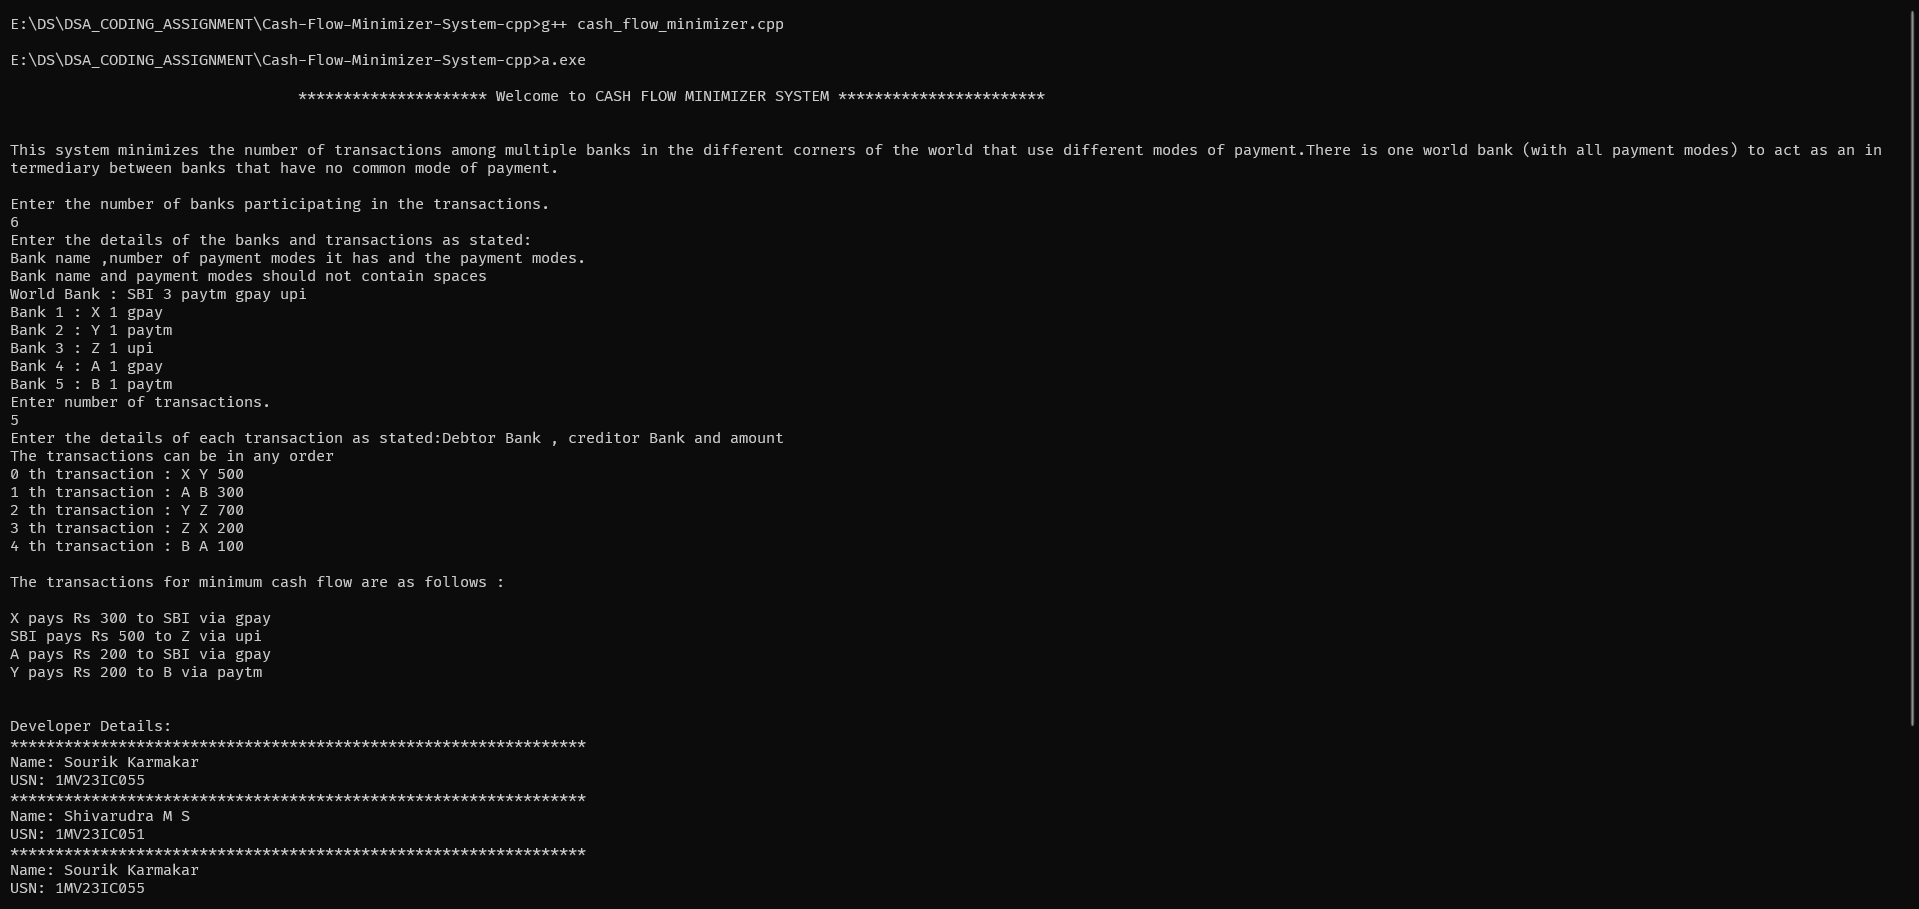 E:\DS\DSA_CODING_ASSIGNMENT\Cash-Flow-Minimizer-System-cpp>g++ cash_flow_minimizer.cpp
E:\DS\DSA_CODING_ASSIGNMENT\Cash-Flow-Minimizer-System-cpp>a.exe
********************* Welcome to CASH FLOW MINIMIZER SYSTEM ***********************
This system minimizes the number of transactions among multiple banks in the different corners of the world that use different modes of payment.There is one world bank (with all payment modes) to act as an in
termediary between banks that have no common mode of payment.
Enter the number of banks participating in the transactions.
6
Enter the details of the banks and transactions as stated:
Bank name ,number of payment modes it has and the payment modes.
Bank name and payment modes should not contain spaces
World Bank : SBI 3 paytm gpay upi
Bank 1 : X 1 gpay
Bank 2 : Y 1 paytm
Bank 3 : Z 1 upi
Bank 4 : A 1 gpay
Bank 5 : B 1 paytm
Enter number of transactions.
5
Enter the details of each transaction as stated:Debtor Bank , creditor Bank and amount
The transactions can be in any order
0 th transaction : X Y 500
1 th transaction : A B 300
2 th transaction : Y Z 700
3 th transaction : Z X 200
4 th transaction : B A 100
The transactions for minimum cash flow are as follows :
X pays Rs 300 to SBI via gpay
SBI pays Rs 500 to Z via upi
A pays Rs 200 to SBI via gpay
Y pays Rs 200 to B via paytm
Developer Details:
****************************************************************
Name: Sourik Karmakar
USN: 1MV23IC055
****************************************************************
Name: Shivarudra M S
USN: 1MV23IC051
****************************************************************
Name: Sourik Karmakar
USN: 1MV23IC055